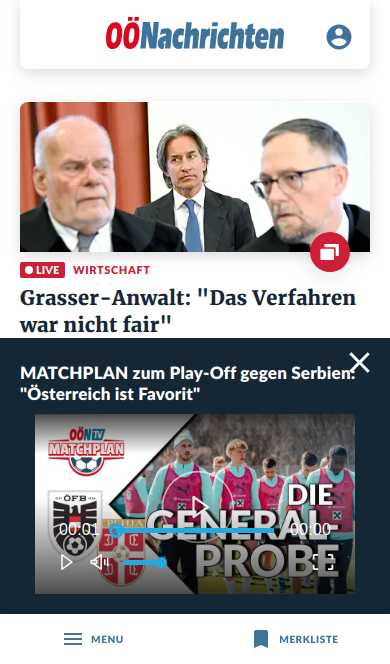 OÖNachrichten
LIVE WIRTSCHAFT
Grasser-Anwalt: "Das Verfahren
war nicht fair"
MATCHPLAN zum Play-Off gegen Serbien:
"Österreich ist Favorit"
OÖN TV
MATCHPLAN
ÖFB
DIE
GENERAL-
PROBE
00:01
00:00
MENU
MERKLISTE